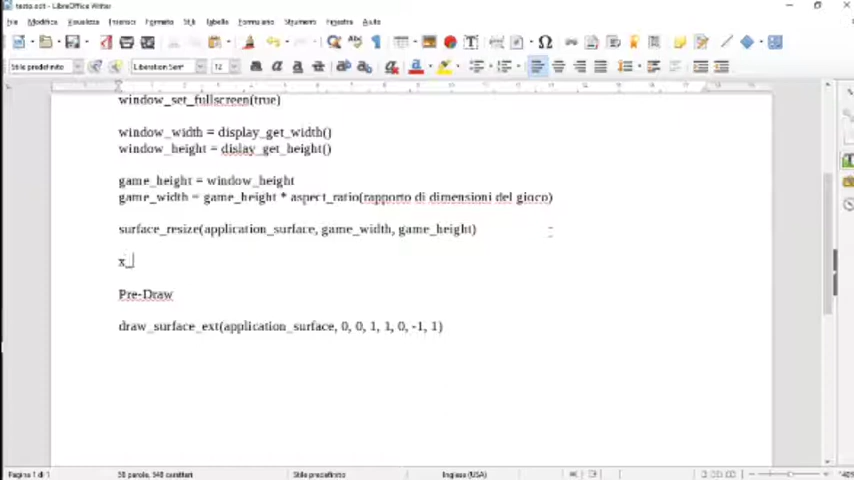 testo.odt - LibreOffice Writer
File Modifica Visualizza Inserisci Formato Stili Tabella Formulario Strumenti Finestra Aiuto
Stile predefinito Liberation Serif 12
window_set_fullscreen(true)
window_width = display_get_width()
window_height = dislay_get_height()
game_height = window_height
game_width = game_height * aspect_ratio(rapporto di dimensioni del gioco)
surface_resize(application_surface, game_width, game_height)
x_
Pre-Draw
draw_surface_ext(application_surface, 0, 0, 1, 1, 0, -1, 1)
Pagina 1 di 1 Stile predefinito Inglese (USA)